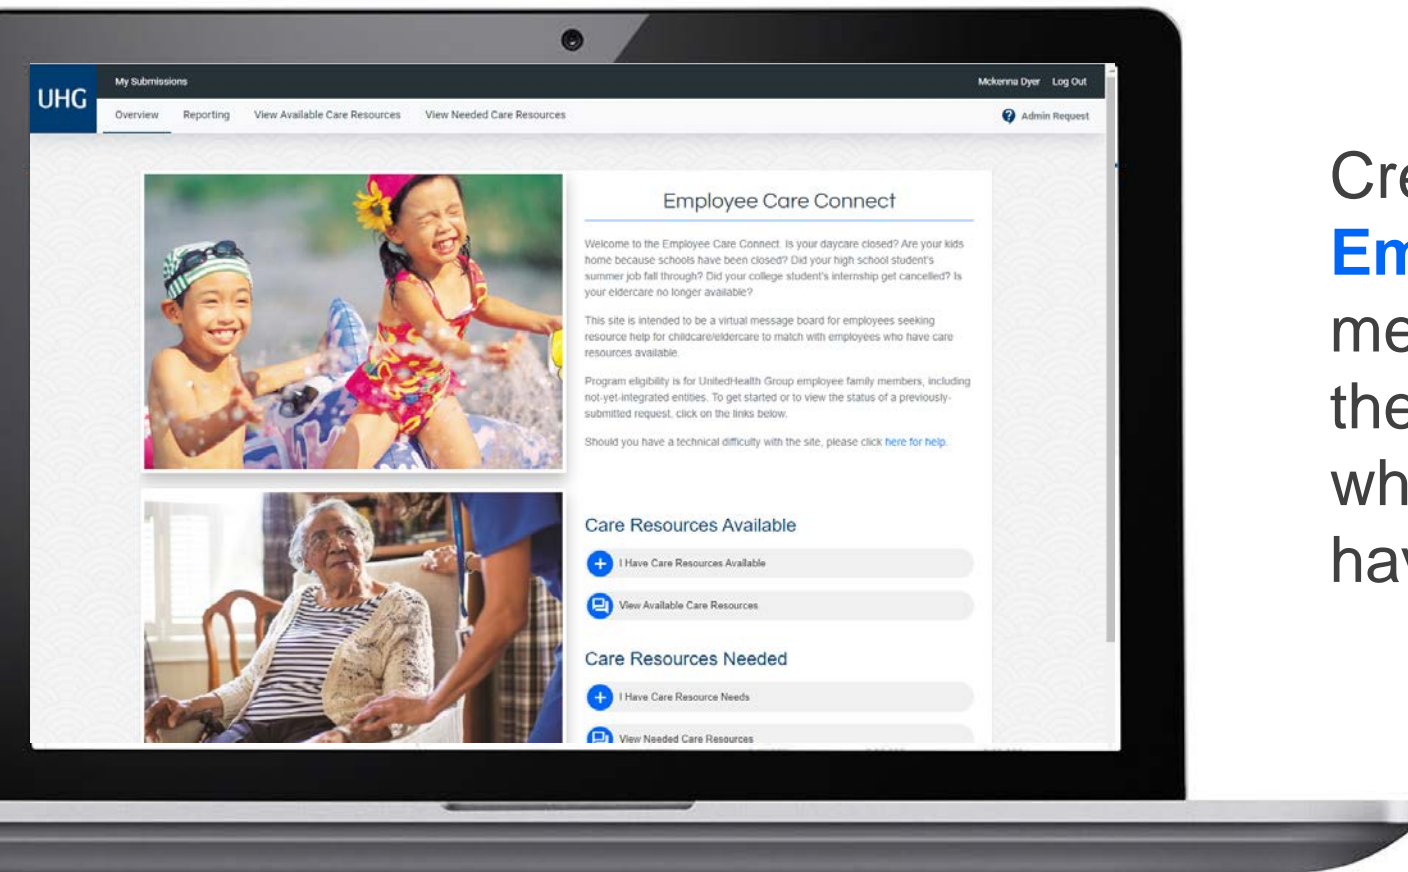 UHG
My Submissions
Mckenna Dyer Log Out
Overview Reporting View Available Care Resources View Needed Care Resources
Admin Request
Employee Care Connect
Welcome to the Employee Care Connect. Is your daycare closed? Are your kids
home because schools have been closed? Did your high school student's
summer job fall through? Did your college student's internship get cancelled? Is
your eldercare no longer available?
This site is intended to be a virtual message board for employees seeking
resource help for childcare/eldercare to match with employees who have care
resources available.
Program eligibility is for UnitedHealth Group employee family members, including
not-yet-integrated entities. To get started or to view the status of a previously-
submitted request, click on the links below.
Should you have a technical difficulty with the site, please click here for help.
Care Resources Available
I Have Care Resources Available
View Available Care Resources
Care Resources Needed
I Have Care Resource Needs
View Needed Care Resources
Cre
Em
me
the
wh
hav